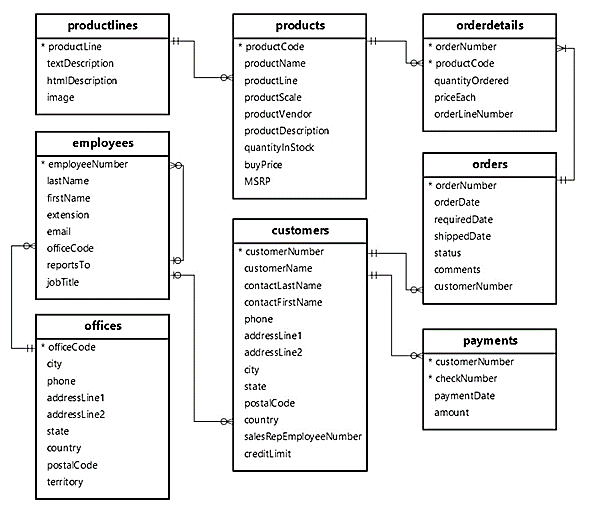 productlines
* productLine
textDescription
htmlDescription
image
products
* productCode
productName
productLine
productScale
productVendor
productDescription
quantityInStock
buyPrice
MSRP
orderdetails
* orderNumber
* productCode
quantityOrdered
priceEach
orderLineNumber
employees
* employeeNumber
lastName
firstName
extension
email
officeCode
reportsTo
jobTitle
customers
* customerNumber
customerName
contactLastName
contactFirstName
phone
addressLine1
addressLine2
city
state
postalCode
country
salesRepEmployeeNumber
creditLimit
orders
* orderNumber
orderDate
requiredDate
shippedDate
status
comments
customerNumber
offices
* officeCode
city
phone
addressLine1
addressLine2
state
country
postalCode
territory
payments
* customerNumber
* checkNumber
paymentDate
amount